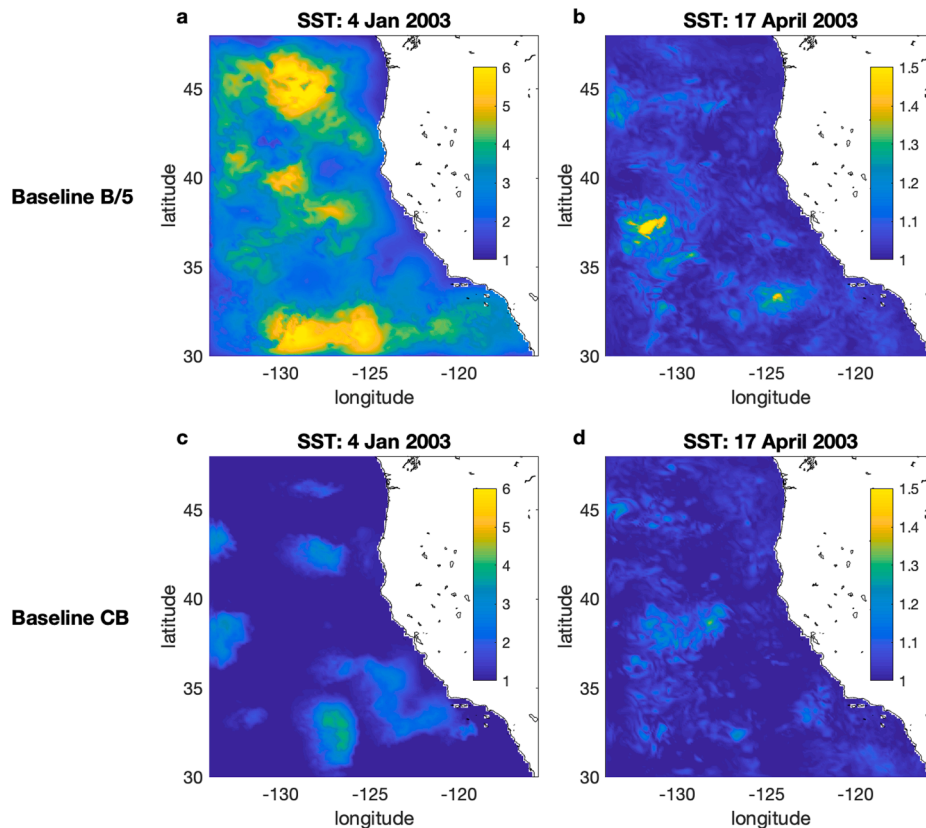 a
SST: 4 Jan 2003
b
SST: 17 April 2003
Baseline B/5
latitude
45
40
35
30
6
5
4
3
2
1
-130
-125
-120
longitude
latitude
45
40
35
30
1.5
1.4
1.3
1.2
1.1
1
-130
-125
-120
longitude
c
SST: 4 Jan 2003
d
SST: 17 April 2003
Baseline CB
latitude
45
40
35
30
6
5
4
3
2
1
-130
-125
-120
longitude
latitude
45
40
35
30
1.5
1.4
1.3
1.2
1.1
1
-130
-125
-120
longitude